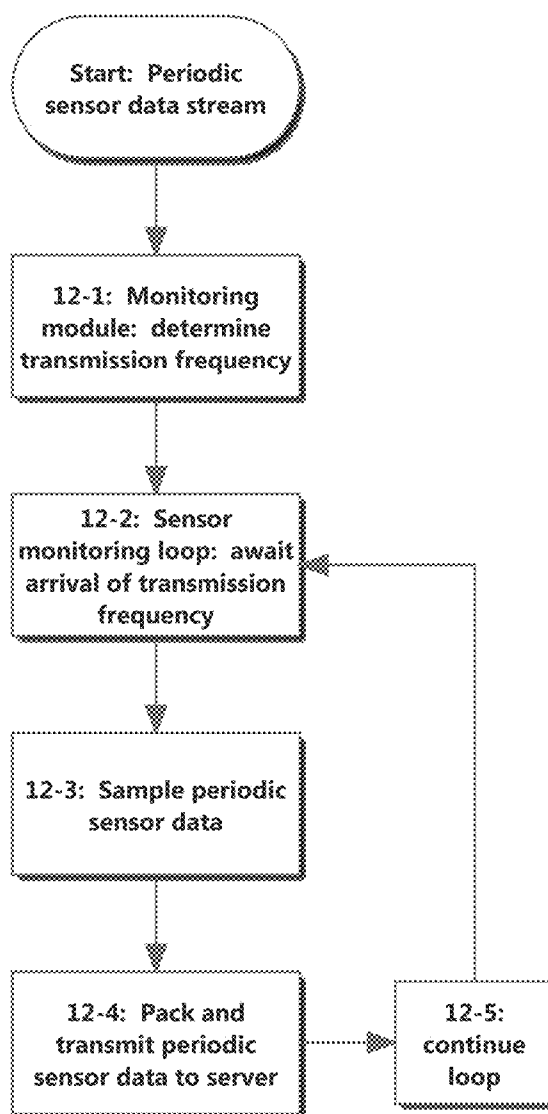 Start: Periodic
sensor data stream
12-1: Monitoring
module: determine
transmission frequency
12-2: Sensor
monitoring loop: await
arrival of transmission
frequency
12-3: Sample periodic
sensor data
12-4: Pack and
transmit periodic
sensor data to server
12-5:
continue
loop